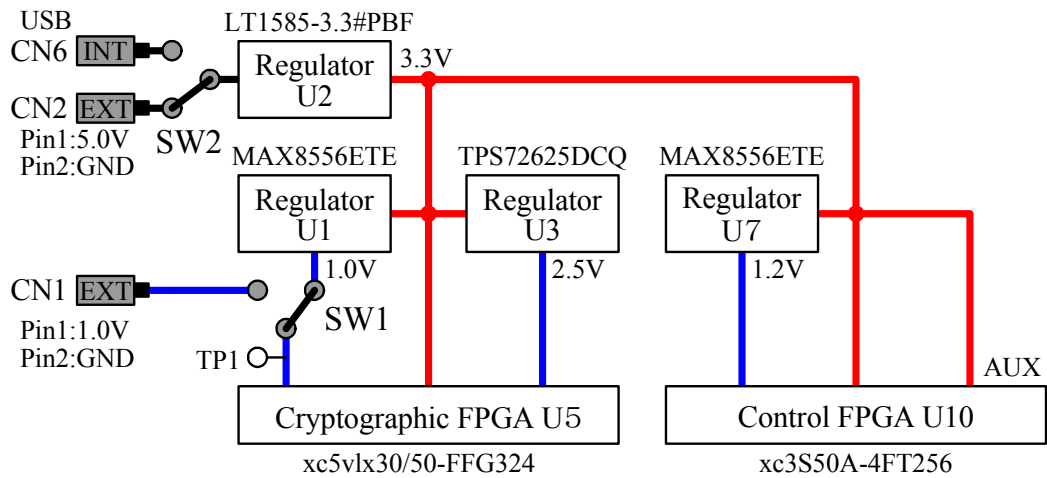 USB
LT1585-3.3#PBF
CN6 INT
Regulator
U2
3.3V
CN2 EXT
Pin1:5.0V
Pin2:GND
SW2
MAX8556ETE
TPS72625DCQ
MAX8556ETE
Regulator
U1
Regulator
U3
Regulator
U7
1.0V
2.5V
1.2V
CN1 EXT
Pin1:1.0V
Pin2:GND
SW1
TP1
AUX
Cryptographic FPGA U5
Control FPGA U10
xc5vlx30/50-FFG324
xc3S50A-4FT256